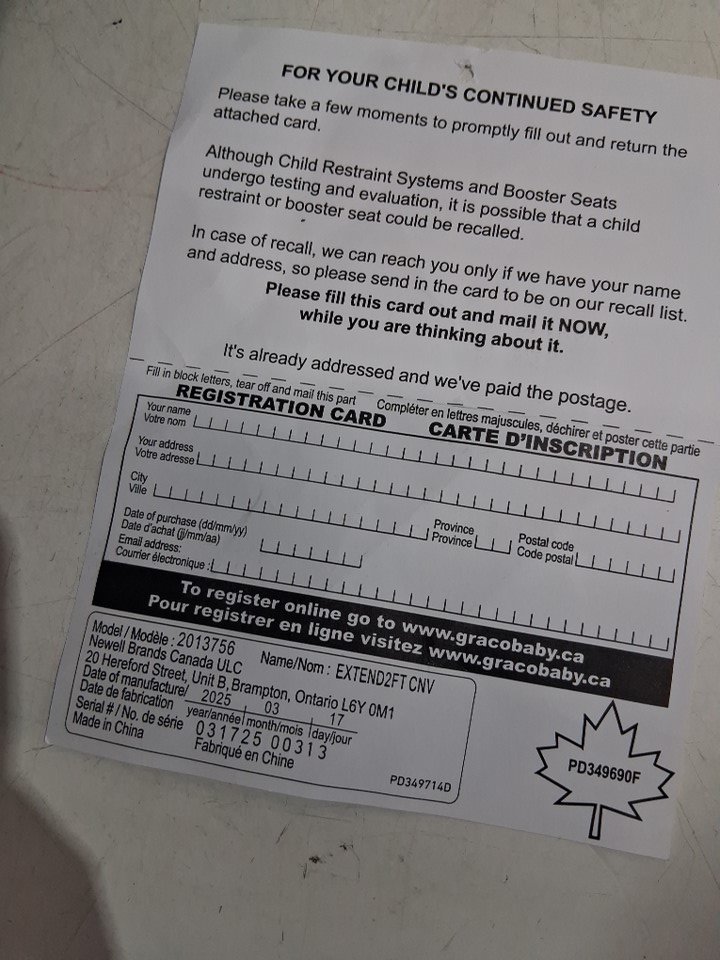 FOR YOUR CHILD'S CONTINUED SAFETY
Please take a few moments to promptly fill out and return the
attached card.
Although Child Restraint Systems and Booster Seats
undergo testing and evaluation, it is possible that a child
restraint or booster seat could be recalled.
In case of recall, we can reach you only if we have your name
and address, so please send in the card to be on our recall list.
Please fill this card out and mail it NOW,
while you are thinking about it.
It's already addressed and we've paid the postage.
Fill in block letters, tear off and mail this part Compléter en lettres majuscules, déchirer et poster cette partie
REGISTRATION CARD CARTE D'INSCRIPTION
Your name
Votre nom
Your address
Votre adresse
City
Ville
Province
Province
Postal code
Code postal
Date of purchase (dd/mm/yy)
Date d'achat (jj/mm/aa)
Email address:
Courrier électronique :
To register online go to www.gracobaby.ca
Pour registrer en ligne visitez www.gracobaby.ca
Model / Modèle : 2013756 Name/Nom : EXTEND2FT CNV
Newell Brands Canada ULC
20 Hereford Street, Unit B, Brampton, Ontario L6Y 0M1
Date of manufacture/ 2025 03 17
Date de fabrication year/année month/mois day/jour
Serial # / No. de série 031725 00313
Made in China Fabriqué en Chine
PD349714D
PD349690F